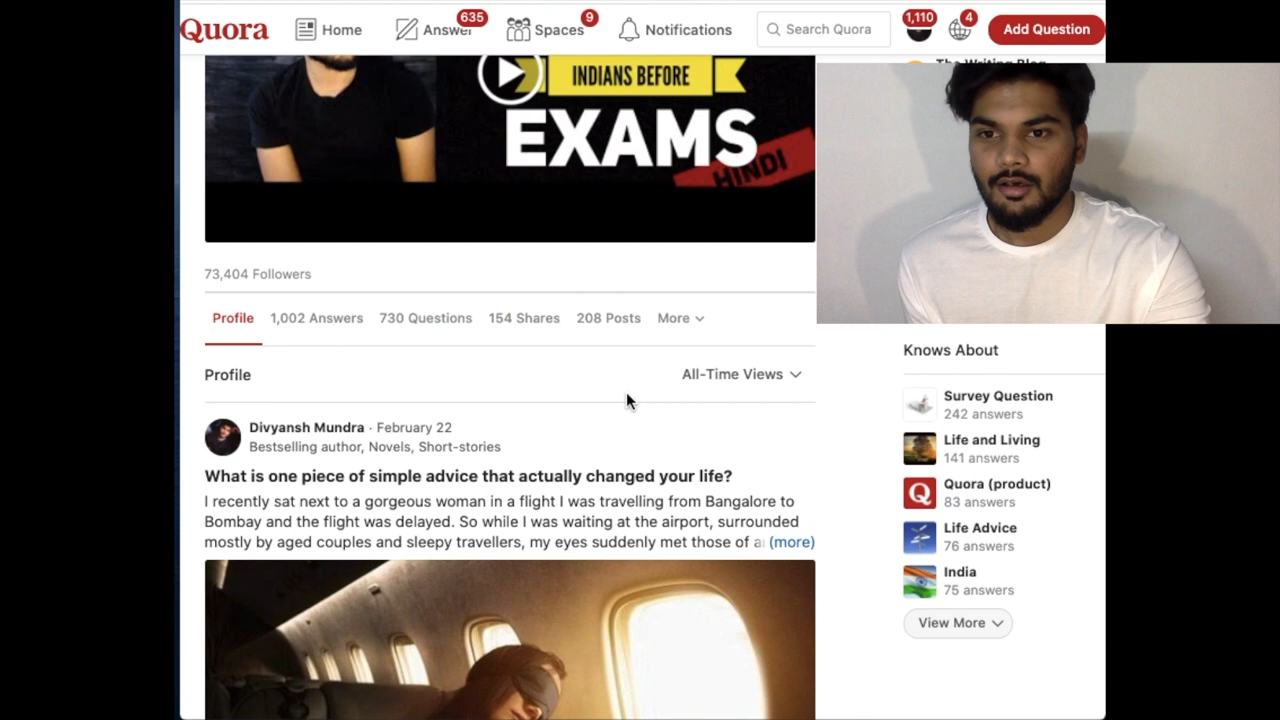 Quora
Home
Answer
635
Spaces
9
Notifications
Search Quora
1,110
4
Add Question
The Writing Blog
INDIANS BEFORE
EXAMS
HINDI
73,404 Followers
Profile
1,002 Answers
730 Questions
154 Shares
208 Posts
More
Profile
All-Time Views
Divyansh Mundra · February 22
Bestselling author, Novels, Short-stories
What is one piece of simple advice that actually changed your life?
I recently sat next to a gorgeous woman in a flight I was travelling from Bangalore to
Bombay and the flight was delayed. So while I was waiting at the airport, surrounded
mostly by aged couples and sleepy travellers, my eyes suddenly met those of a (more)
Knows About
Survey Question
242 answers
Life and Living
141 answers
Quora (product)
83 answers
Life Advice
76 answers
India
75 answers
View More